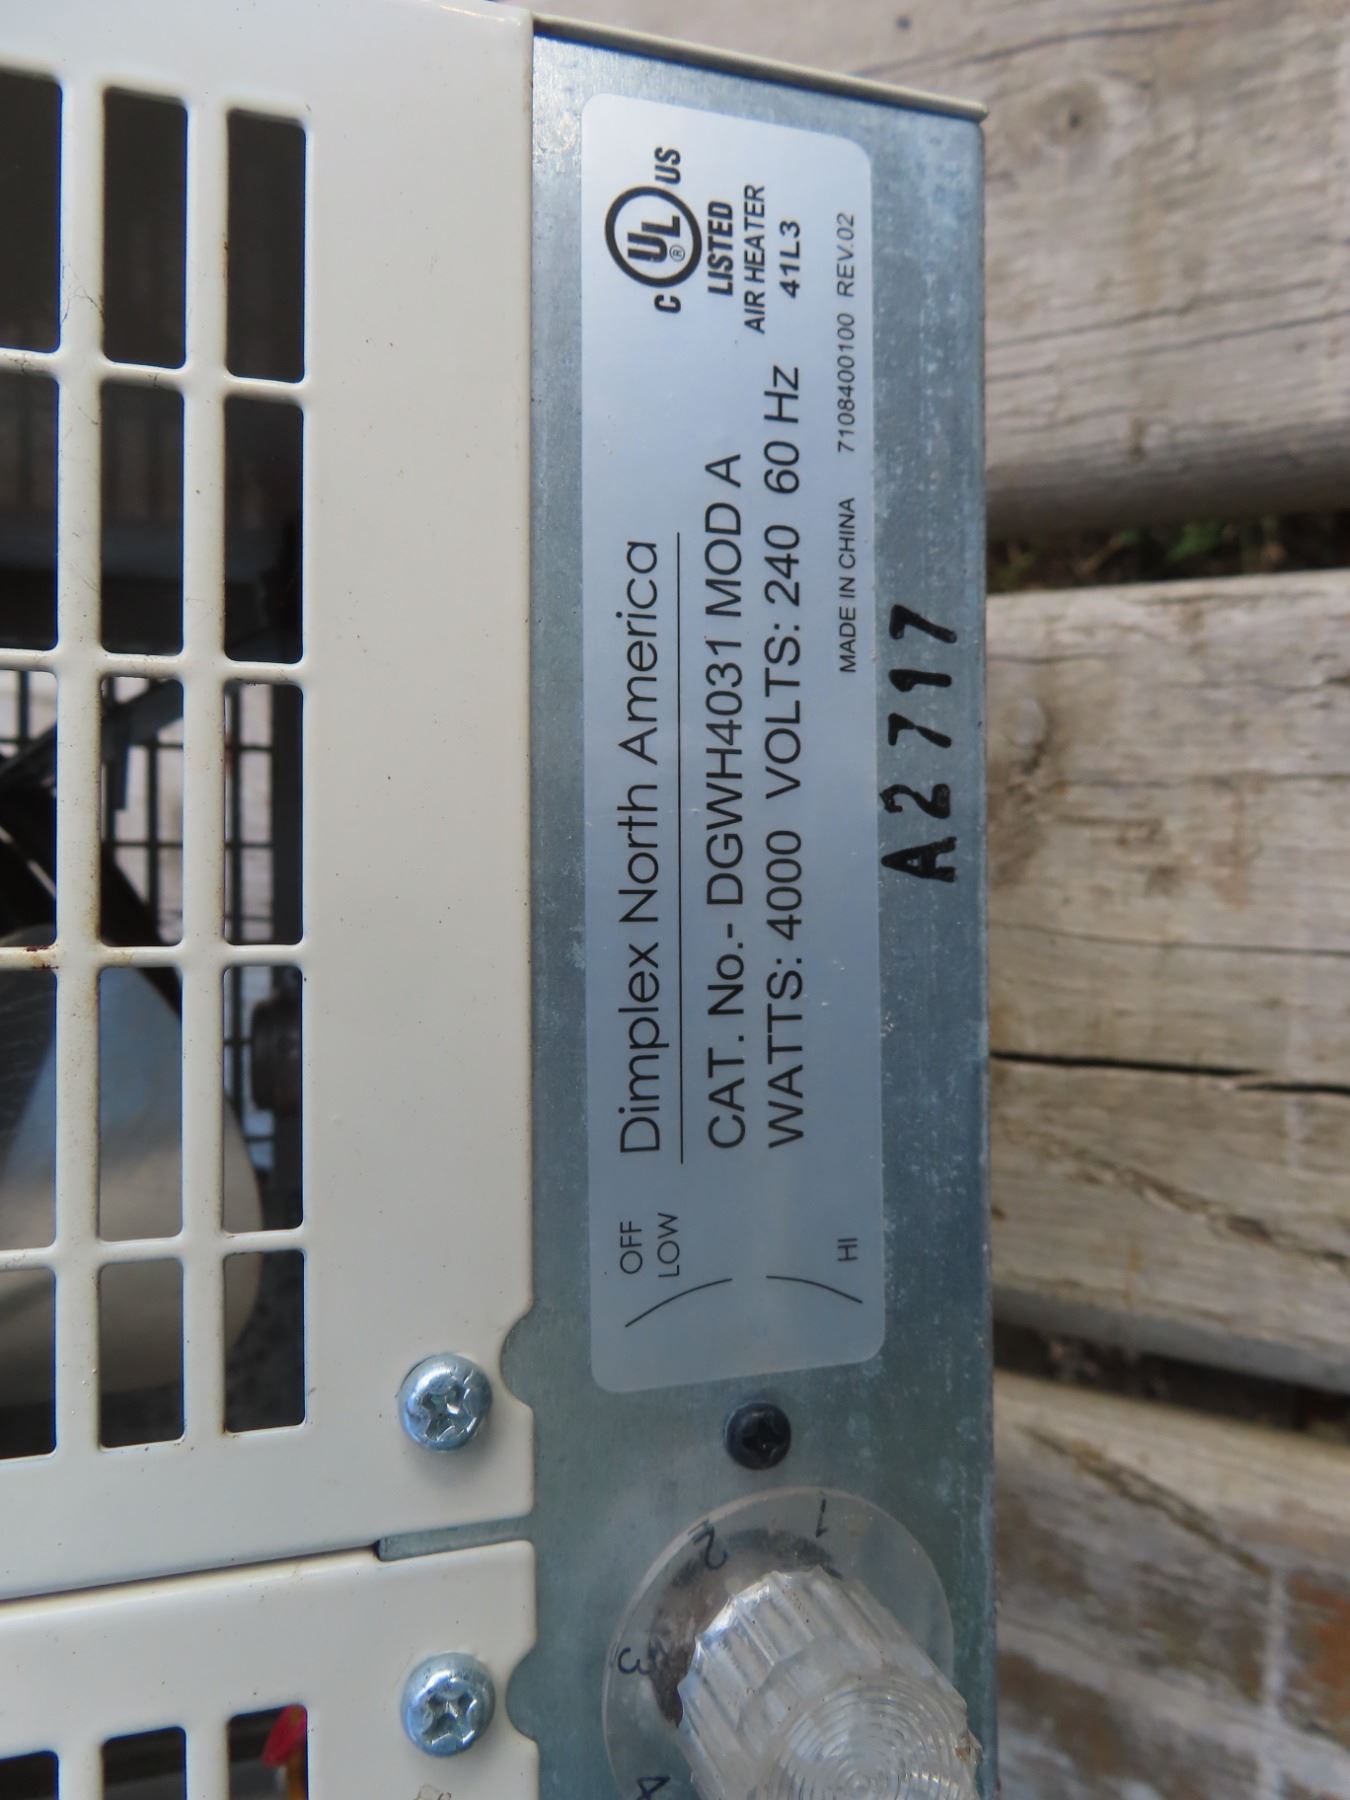 OFF
LOW
HI
Dimplex North America
CAT. No.- DGWH4031 MOD A
WATTS: 4000 VOLTS: 240 60 Hz
MADE IN CHINA 7108400100 REV.02
C UL ® US
LISTED
AIR HEATER
41L3
A2717
1
2
3
4